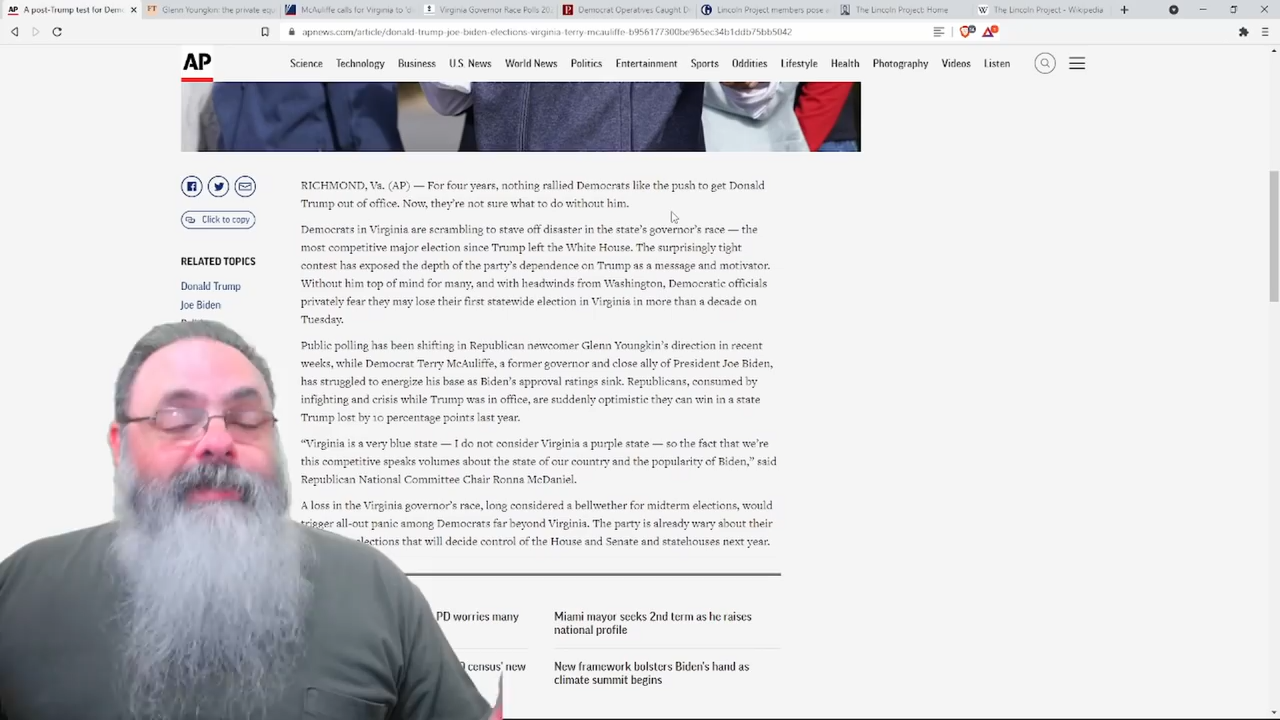 A post-Trump test for Dem
Glenn Youngkin: the private equ
McAuliffe calls for Virginia to 'd
Virginia Governor Race Polls 20
Democrat Operatives Caught D
Lincoln Project members pose a
The Lincoln Project: Home
The Lincoln Project - Wikipedia
apnews.com/article/donald-trump-joe-biden-elections-virginia-terry-mcauliffe-b956177300be965ec34b1ddb75bb5042
AP
Science Technology Business U.S. News World News Politics Entertainment Sports Oddities Lifestyle Health Photography Videos Listen
Click to copy
RELATED TOPICS
Donald Trump
Joe Biden
RICHMOND, Va. (AP) — For four years, nothing rallied Democrats like the push to get Donald
Trump out of office. Now, they're not sure what to do without him.
Democrats in Virginia are scrambling to stave off disaster in the state's governor's race — the
most competitive major election since Trump left the White House. The surprisingly tight
contest has exposed the depth of the party's dependence on Trump as a message and motivator.
Without him top of mind for many, and with headwinds from Washington, Democratic officials
privately fear they may lose their first statewide election in Virginia in more than a decade on
Tuesday.
Public polling has been shifting in Republican newcomer Glenn Youngkin's direction in recent
weeks, while Democrat Terry McAuliffe, a former governor and close ally of President Joe Biden,
has struggled to energize his base as Biden's approval ratings sink. Republicans, consumed by
infighting and crisis while Trump was in office, are suddenly optimistic they can win in a state
Trump lost by 10 percentage points last year.
"Virginia is a very blue state — I do not consider Virginia a purple state — so the fact that we're
this competitive speaks volumes about the state of our country and the popularity of Biden," said
Republican National Committee Chair Ronna McDaniel.
A loss in the Virginia governor's race, long considered a bellwether for midterm elections, would
trigger all-out panic among Democrats far beyond Virginia. The party is already wary about their
elections that will decide control of the House and Senate and statehouses next year.
PD worries many
census' new
Miami mayor seeks 2nd term as he raises
national profile
New framework bolsters Biden's hand as
climate summit begins